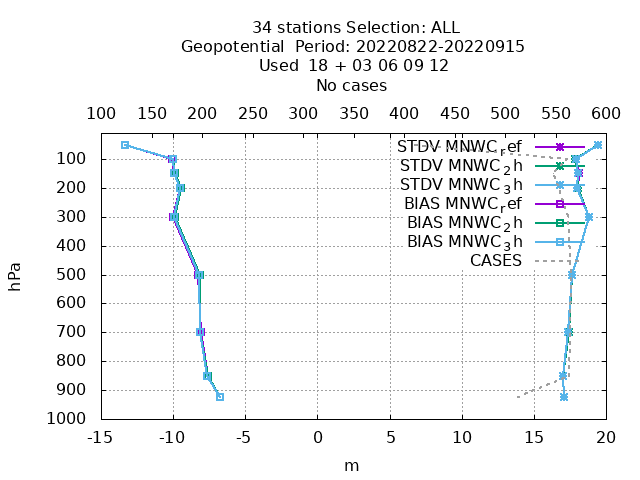 34 stations Selection: ALL
Geopotential  Period: 20220822-20220915
Used  18 + 03 06 09 12
No cases
100 150 200 250 300 350 400 450 500 550 600
STDV MNWC_ref
STDV MNWC_2h
STDV MNWC_3h
BIAS MNWC_ref
BIAS MNWC_2h
BIAS MNWC_3h
CASES
100
200
300
400
500
600
700
800
900
1000
hPa
-15 -10 -5 0 5 10 15 20
m